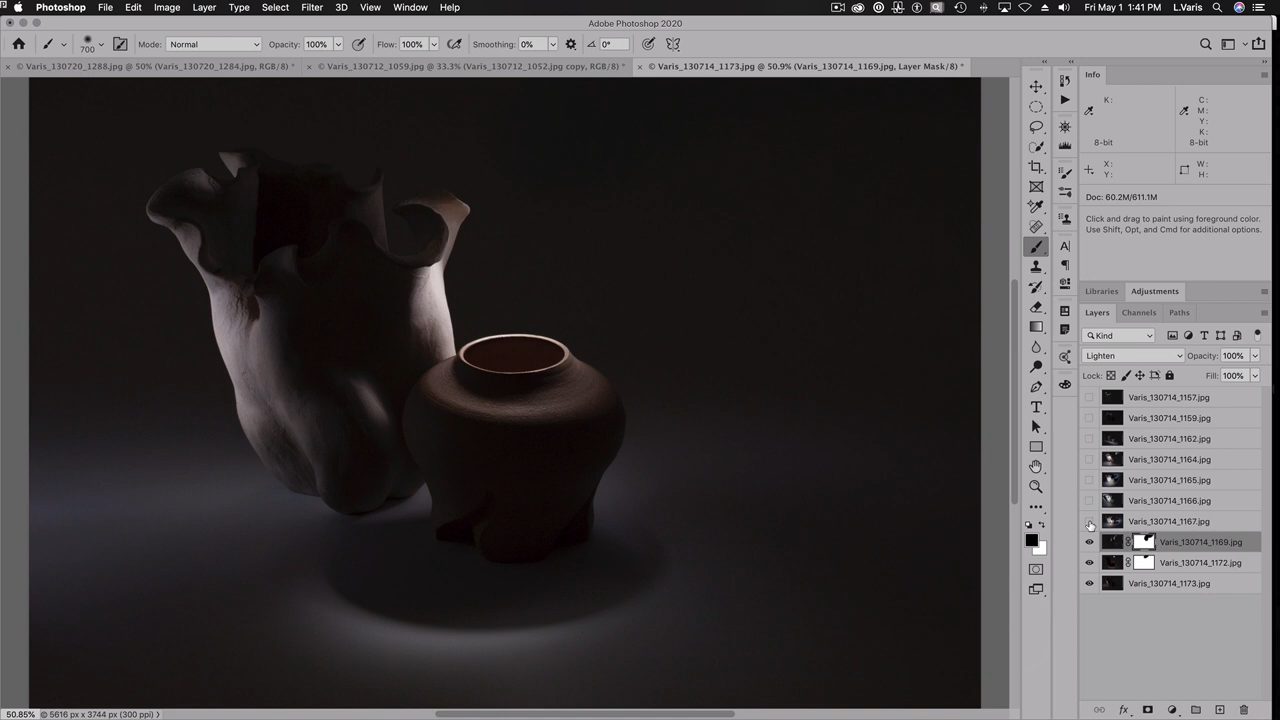 Photoshop File Edit Image Layer Type Select Filter 3D View Window Help Fri May 1 1:41 PM L.Varis
Adobe Photoshop 2020
700 Mode: Normal Opacity: 100% Flow: 100% Smoothing: 0% 0°
× © Varis_130720_1288.jpg @ 50% (Varis_130720_1284.jpg, RGB/8) * × © Varis_130712_1059.jpg @ 33.3% (Varis_130712_1052.jpg copy, RGB/8) * × © Varis_130714_1173.jpg @ 50.9% (Varis_130714_1169.jpg, Layer Mask/8) *
Info
K: C:
M:
Y:
K:
8-bit 8-bit
X: W:
Y: H:
Doc: 60.2M/611.1M
Click and drag to paint using foreground color.
Use Shift, Opt, and Cmd for additional options.
Libraries Adjustments
Layers Channels Paths
Kind
Lighten Opacity: 100%
Lock: Fill: 100%
Varis_130714_1157.jpg
Varis_130714_1159.jpg
Varis_130714_1162.jpg
Varis_130714_1164.jpg
Varis_130714_1165.jpg
Varis_130714_1166.jpg
Varis_130714_1167.jpg
Varis_130714_1169.jpg
Varis_130714_1172.jpg
Varis_130714_1173.jpg
fx
50.85% © 5616 px x 3744 px (300 ppi)